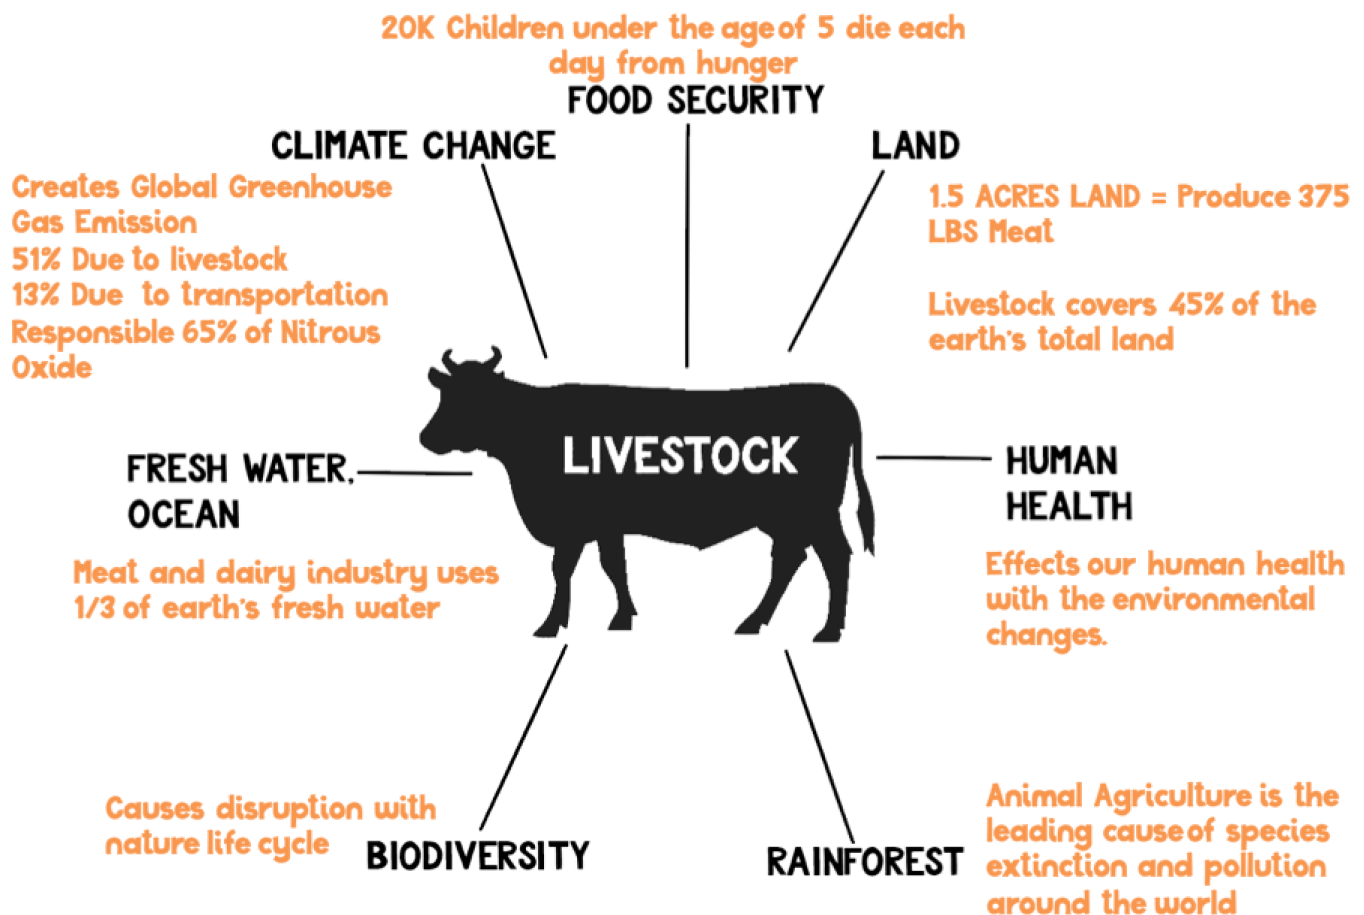 20K Children under the age of 5 die each
day from hunger
FOOD SECURITY
CLIMATE CHANGE
Creates Global Greenhouse
Gas Emission
51% Due to livestock
13% Due to transportation
Responsible 65% of Nitrous
Oxide
LAND
1.5 ACRES LAND = Produce 375
LBS Meat
Livestock covers 45% of the
earth's total land
LIVESTOCK
FRESH WATER,
OCEAN
Meat and dairy industry uses
1/3 of earth's fresh water
HUMAN
HEALTH
Effects our human health
with the environmental
changes.
Causes disruption with
nature life cycle
BIODIVERSITY
RAINFOREST
Animal Agriculture is the
leading cause of species
extinction and pollution
around the world